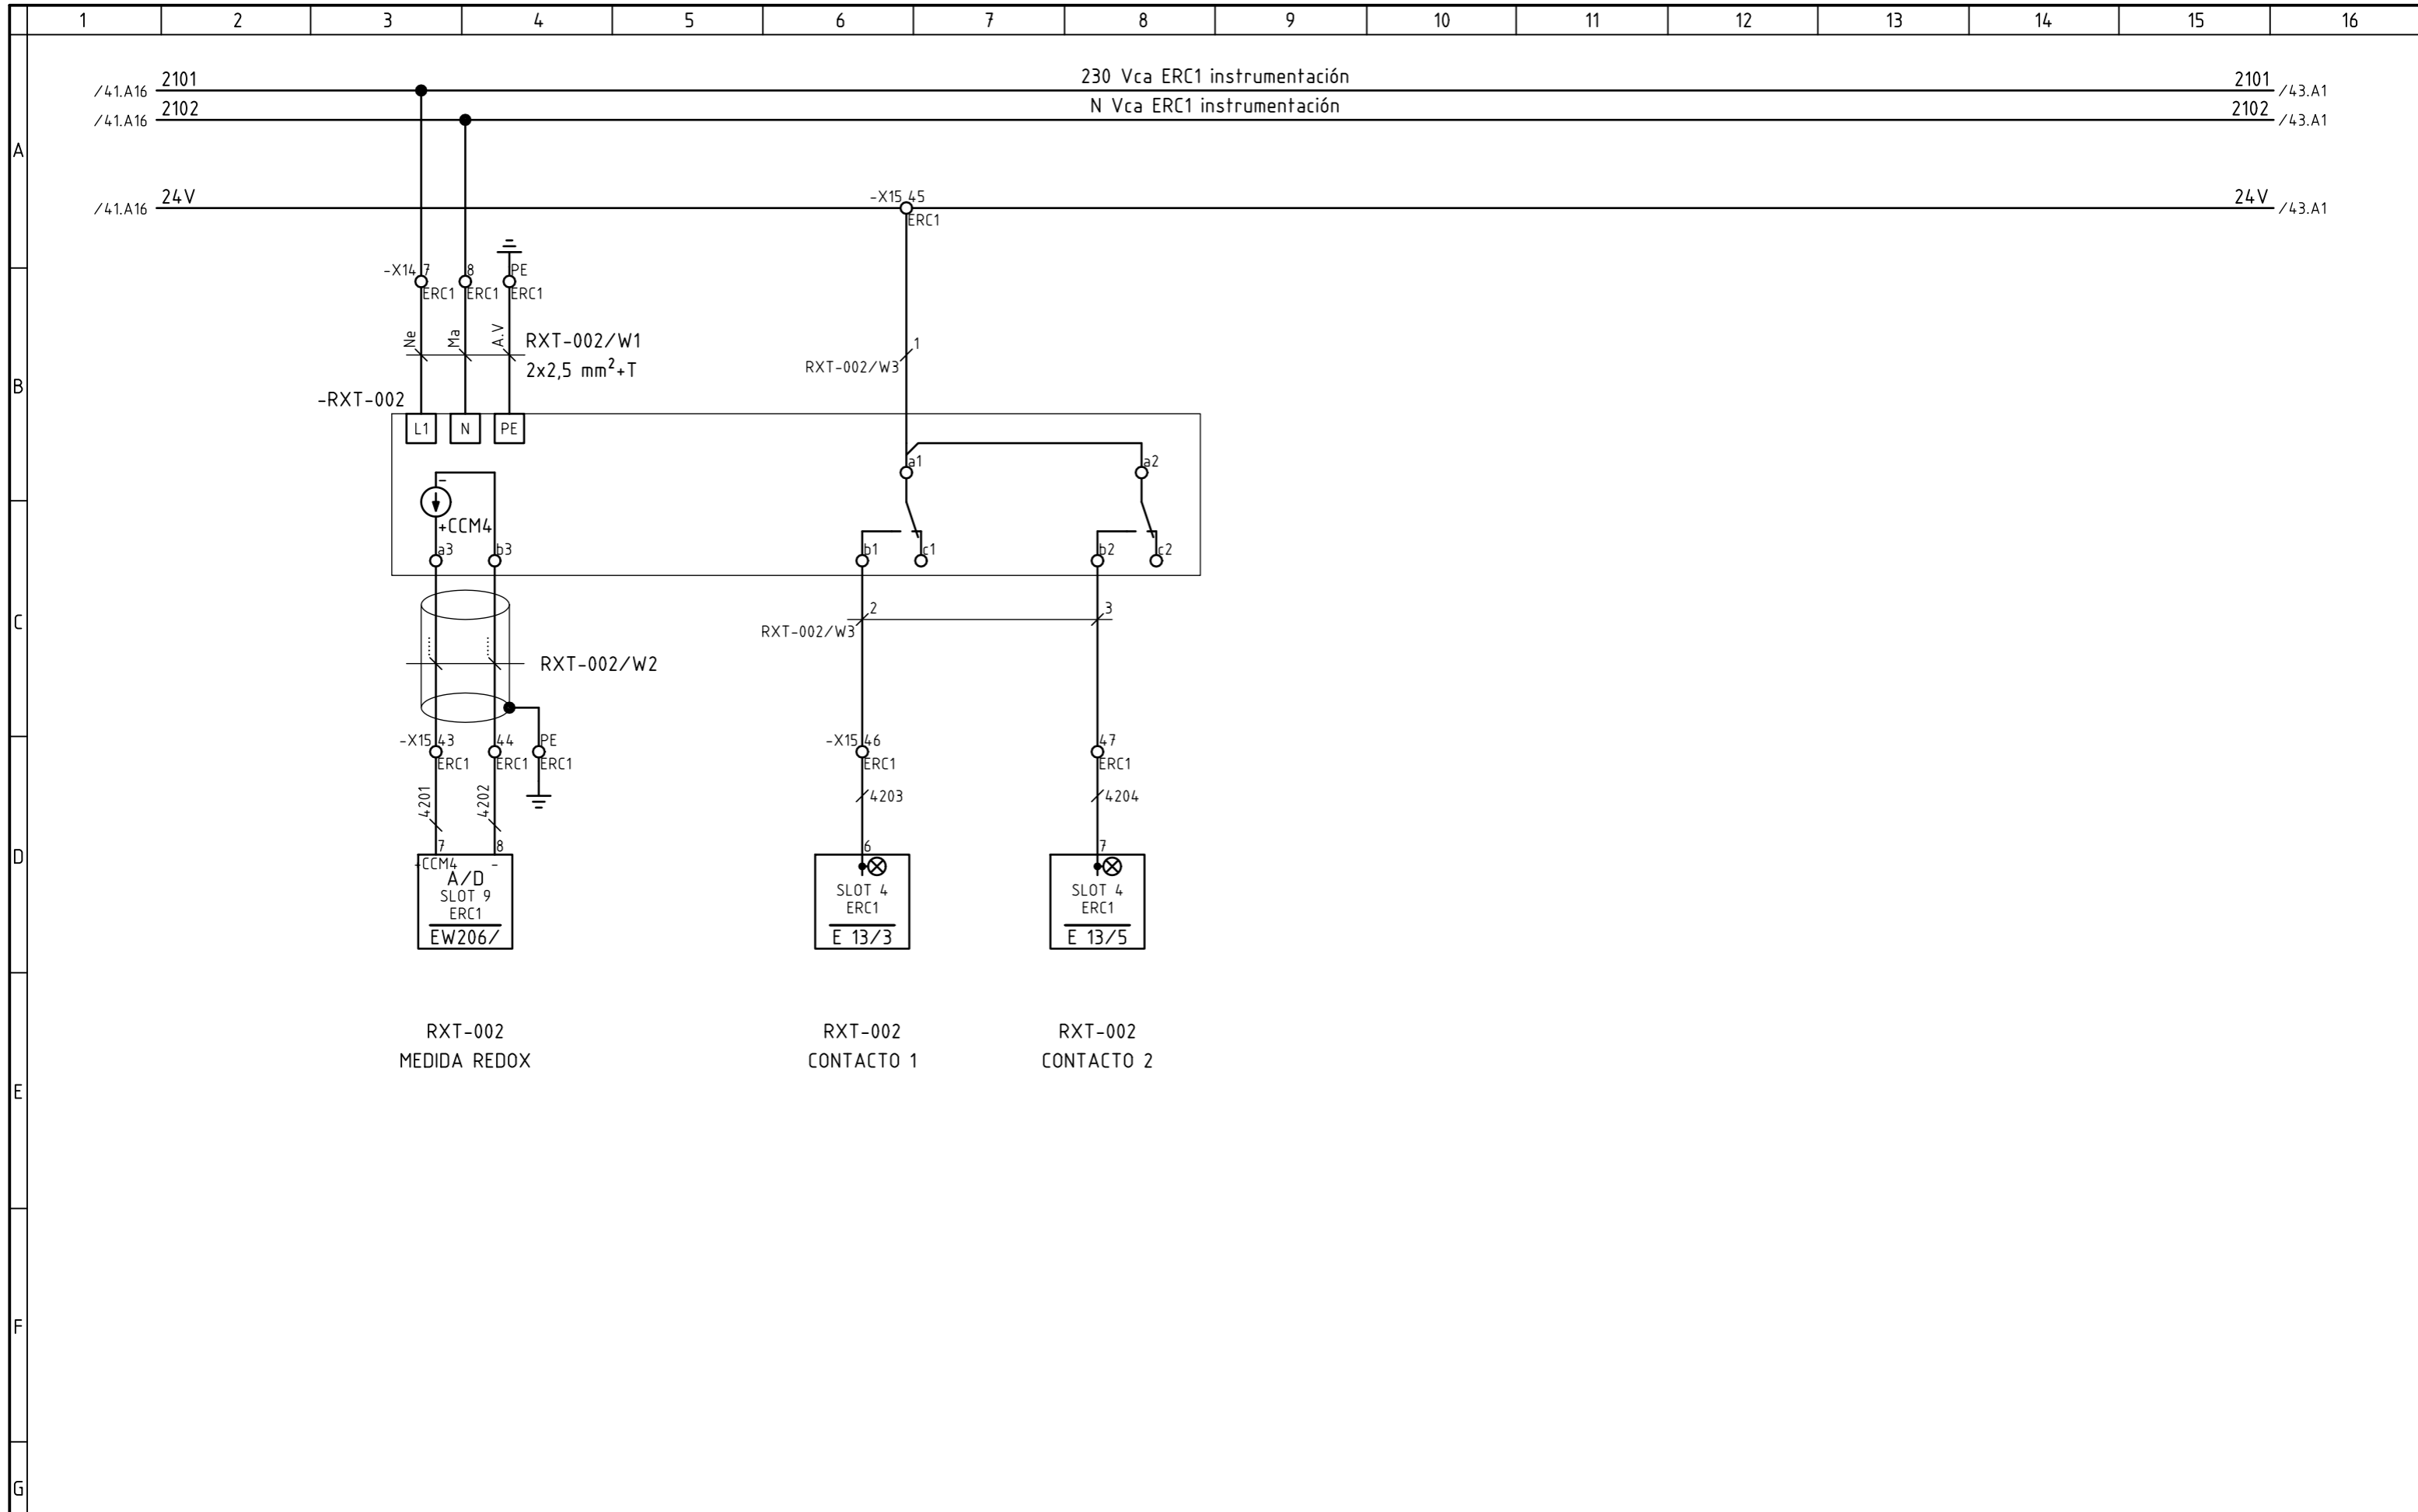 1 2 3 4 5 6 7 8 9 10 11 12 13 14 15 16
2101 230 Vca ERC1 instrumentación 2101
/41.A16 /43.A1
2102 N Vca ERC1 instrumentación 2102
/41.A16 /43.A1
A
24V -X15 45 24V
/41.A16 ERC1 /43.A1
-X14 7 8 PE
ERC1 ERC1 ERC1
Ne Ma A.V RXT-002/W1 1
2x2,5 mm²+T RXT-002/W3
B
-RXT-002
L1 N PE
a1 a2
-
+CCM4
a3 b3 b1 c1 b2 c2
2 3
C
RXT-002/W3
RXT-002/W2
-X15 43 44 PE -X15 46 47
ERC1 ERC1 ERC1 ERC1 ERC1
4201 4202 4203 4204
7 8 6 7
D
+CCM4 -
A/D
SLOT 9
ERC1
EW206/
SLOT 4
ERC1
E 13/3
SLOT 4
ERC1
E 13/5
RXT-002 RXT-002 RXT-002
MEDIDA REDOX CONTACTO 1 CONTACTO 2
E
F
G